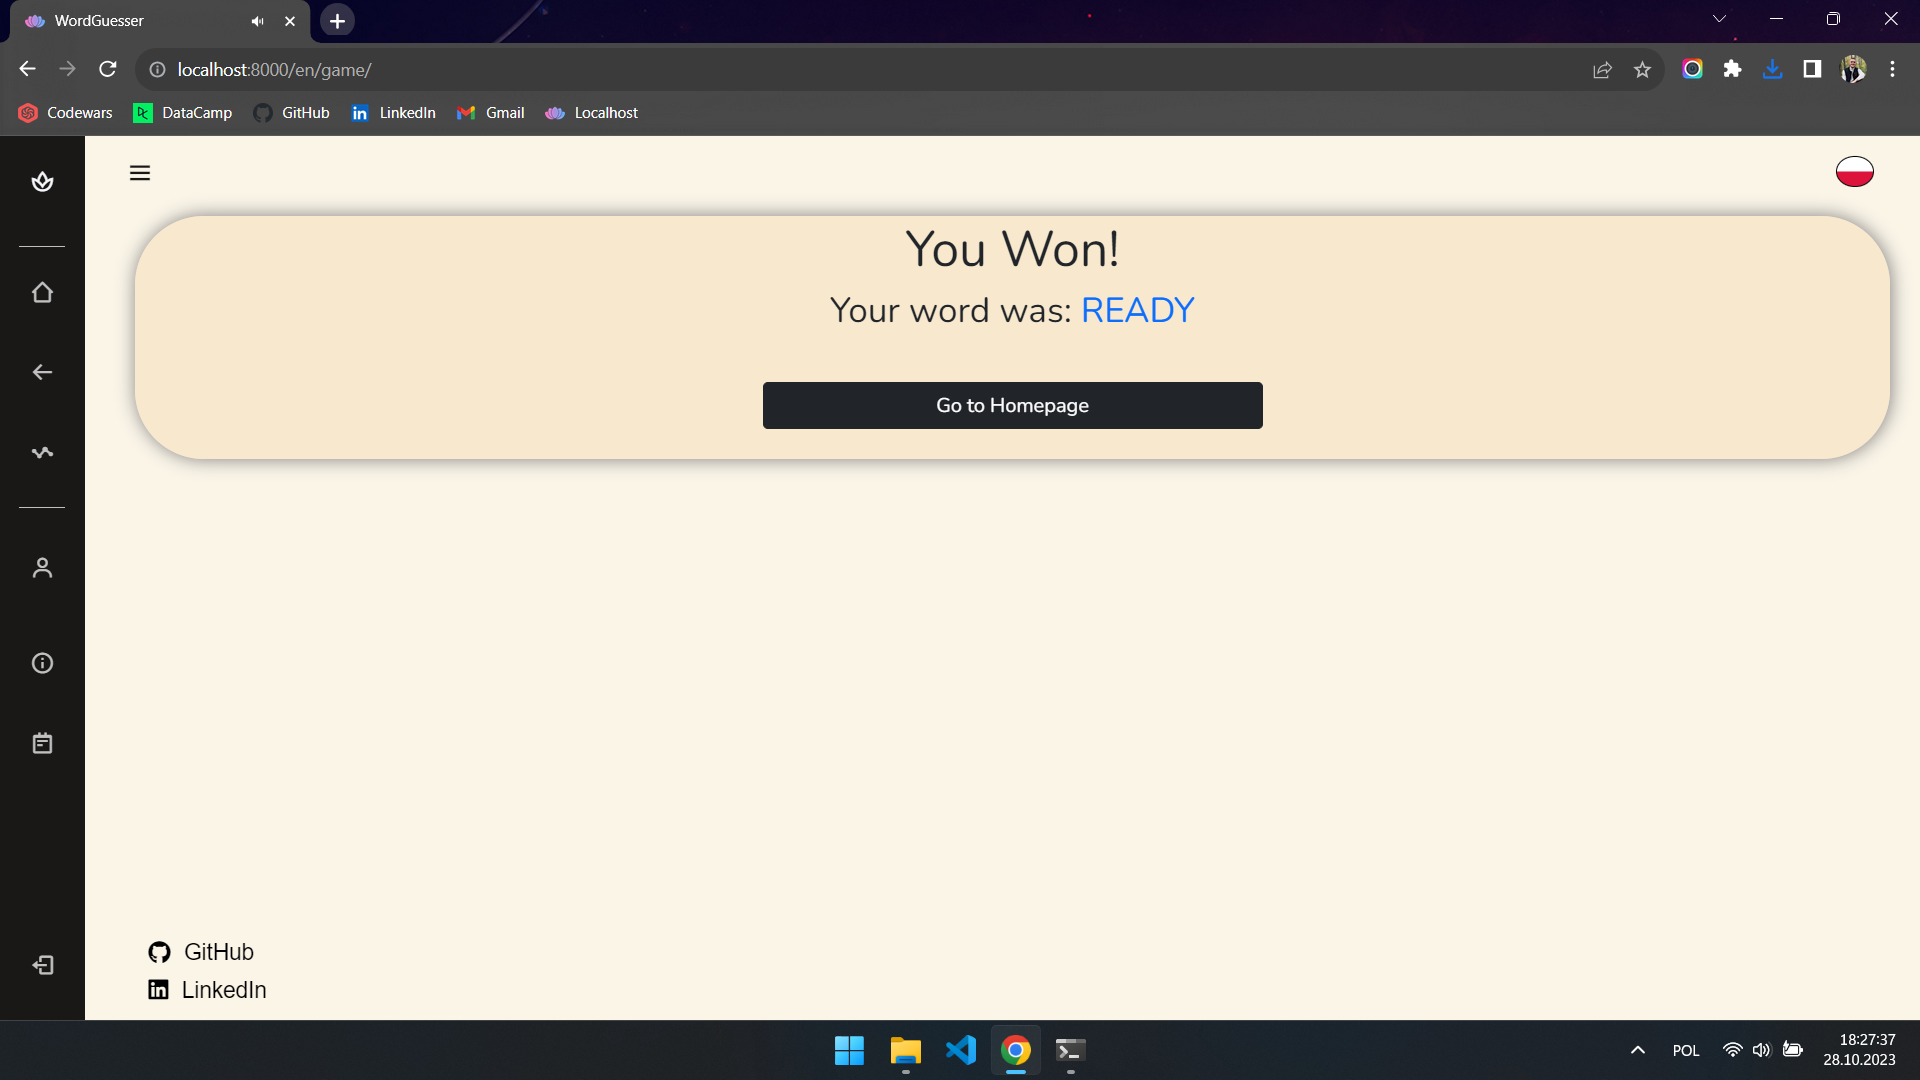 WordGuesser
localhost:8000/en/game/
Codewars DataCamp GitHub LinkedIn Gmail Localhost
You Won!
Your word was: READY
Go to Homepage
GitHub
LinkedIn
POL
18:27:37
28.10.2023